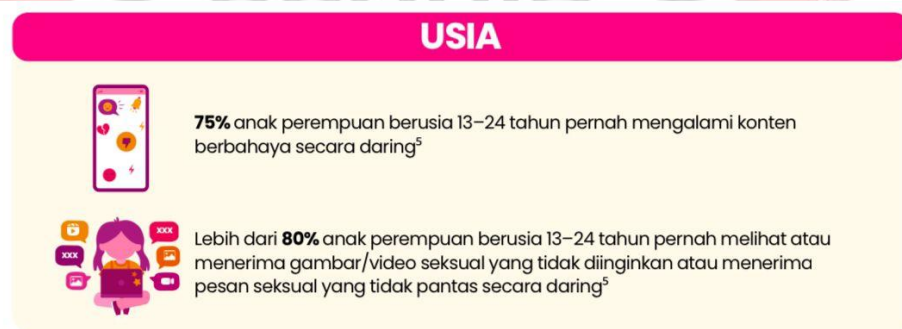 USIA
75% anak perempuan berusia 13–24 tahun pernah mengalami konten
berbahaya secara daring⁵
xxx
xxx
Lebih dari 80% anak perempuan berusia 13–24 tahun pernah melihat atau
menerima gambar/video seksual yang tidak diinginkan atau menerima
pesan seksual yang tidak pantas secara daring⁵